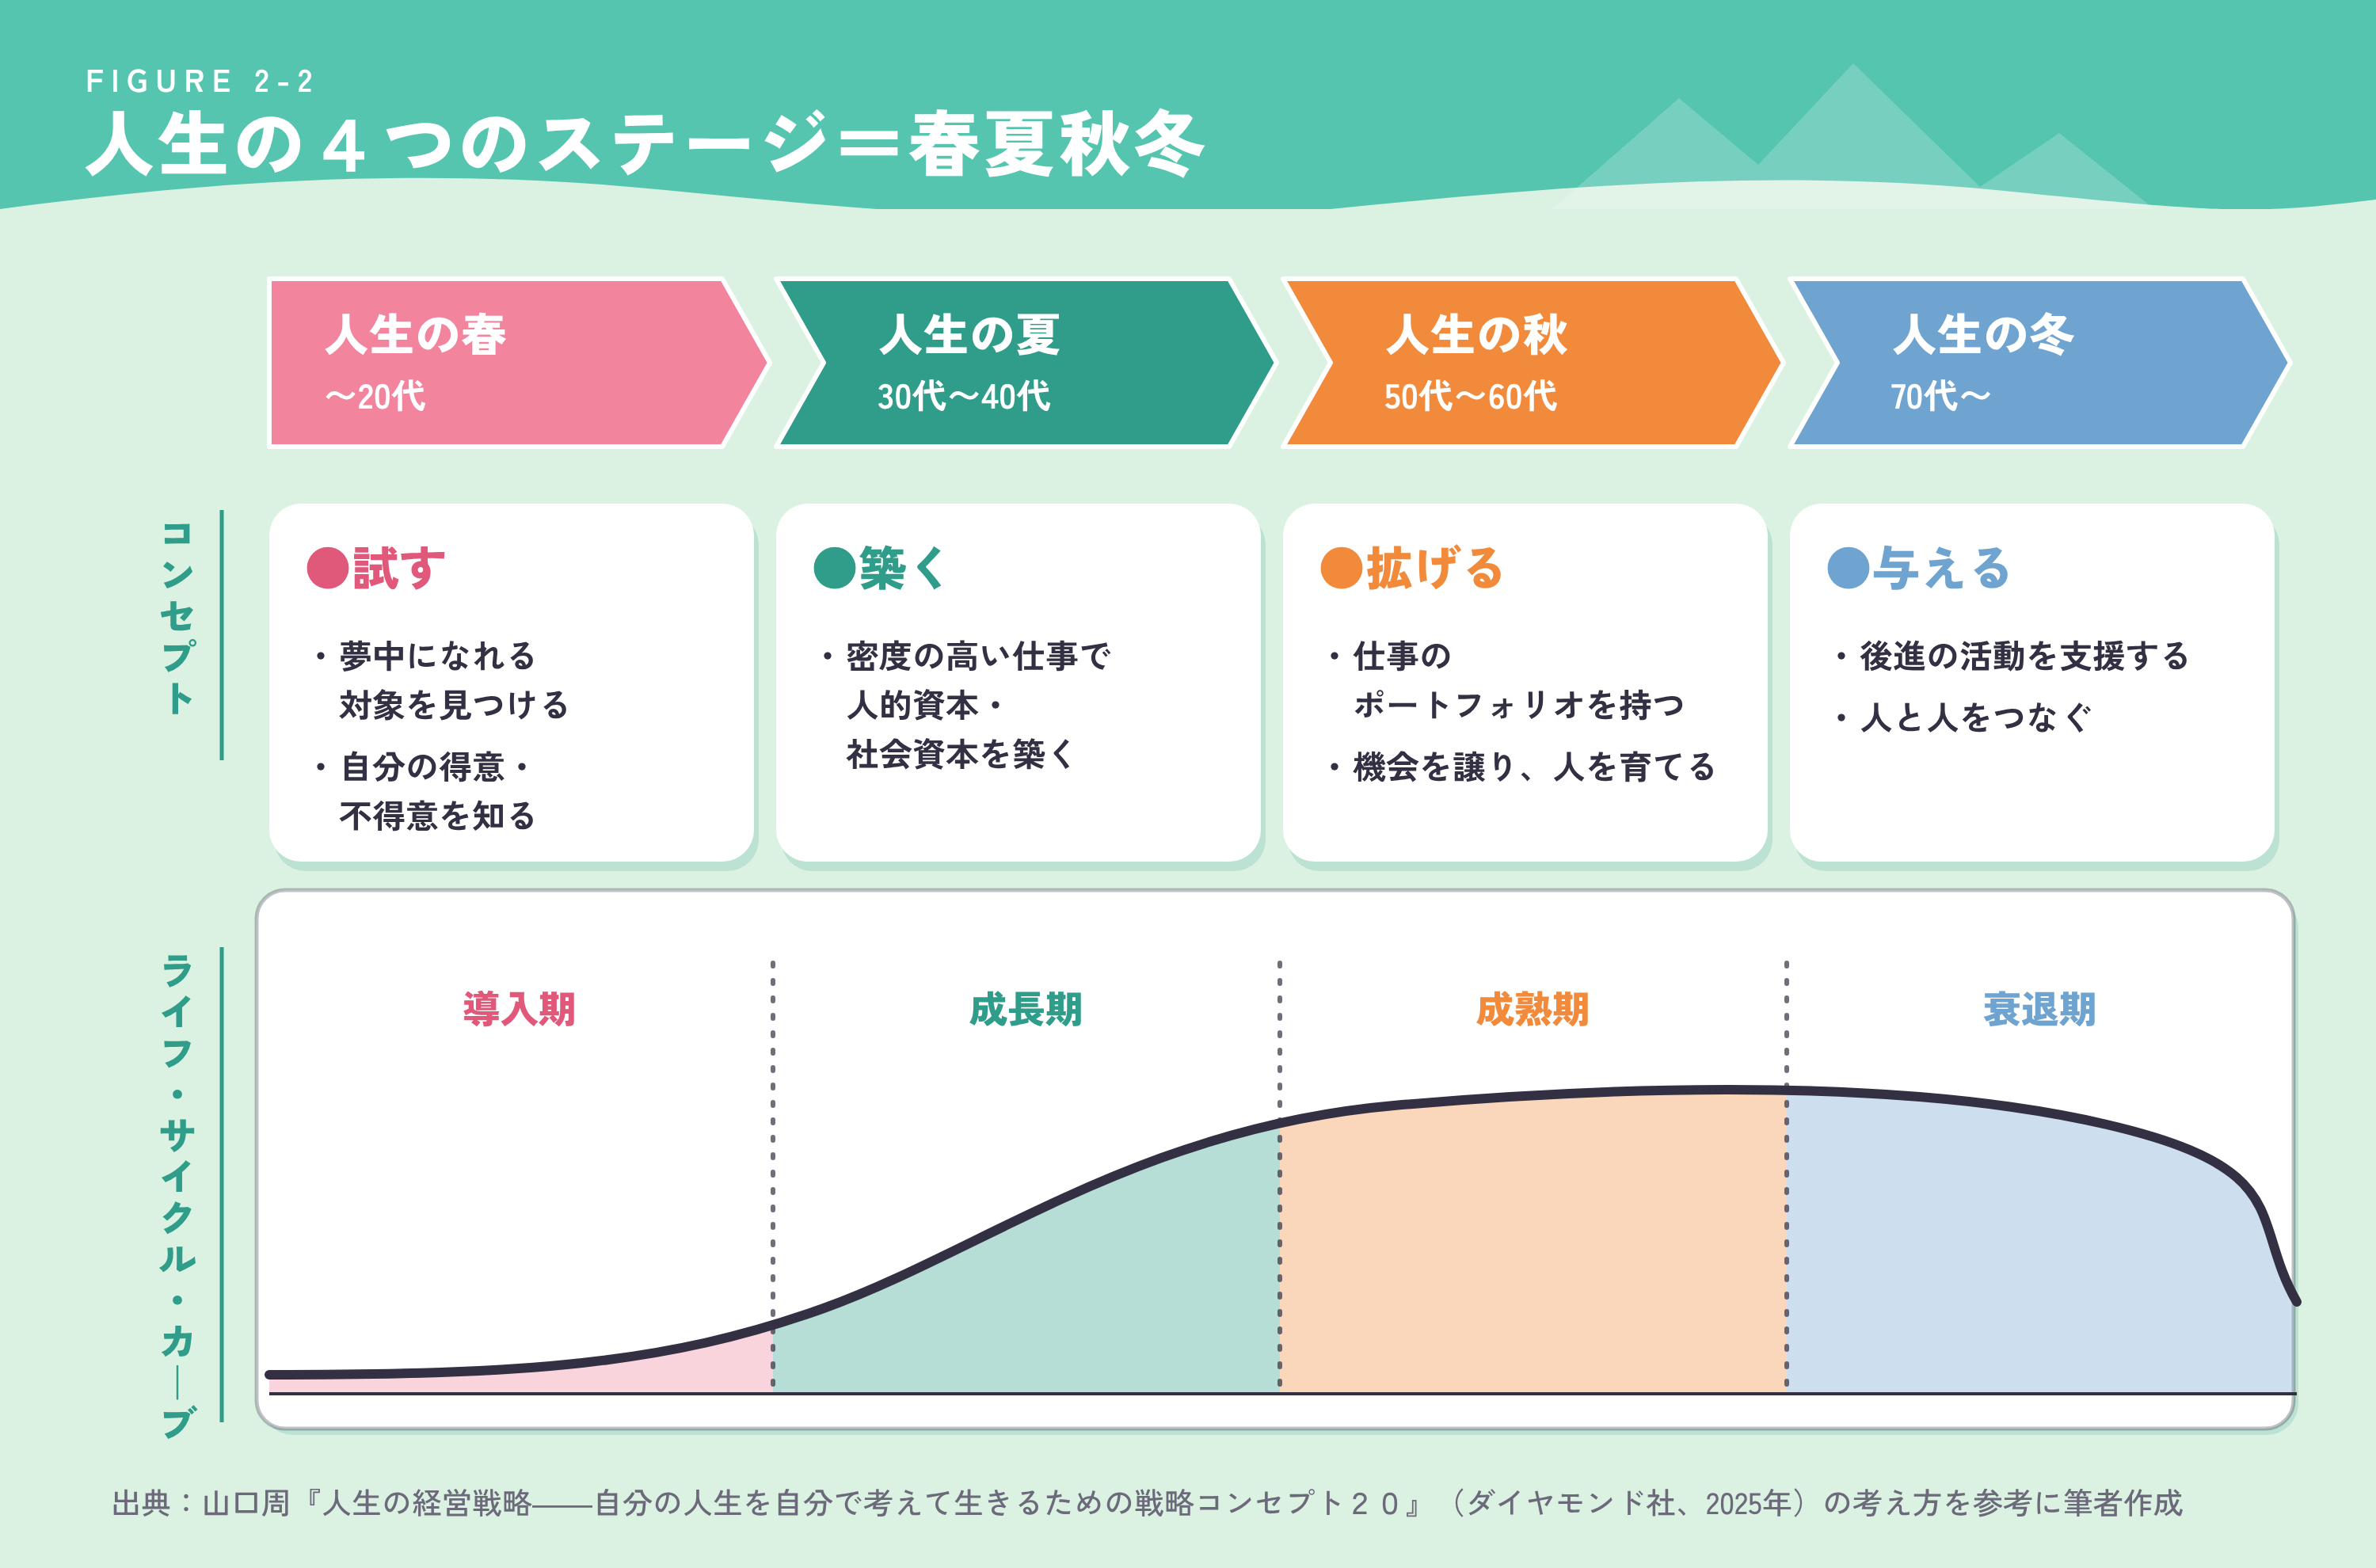 FIGURE 2-2
人生の４つのステージ＝春夏秋冬
人生の春
〜20代
人生の夏
30代〜40代
人生の秋
50代〜60代
人生の冬
70代〜
コンセプト
●試す
・夢中になれる
対象を見つける
・自分の得意・
不得意を知る
●築く
・密度の高い仕事で
人的資本・
社会資本を築く
●拡げる
・仕事の
ポートフォリオを持つ
・機会を譲り、人を育てる
●与える
・後進の活動を支援する
・人と人をつなぐ
ライフ・サイクル・カーブ
導入期
成長期
成熟期
衰退期
出典：山口周『人生の経営戦略――自分の人生を自分で考えて生きるための戦略コンセプト２０』（ダイヤモンド社、2025年）の考え方を参考に筆者作成